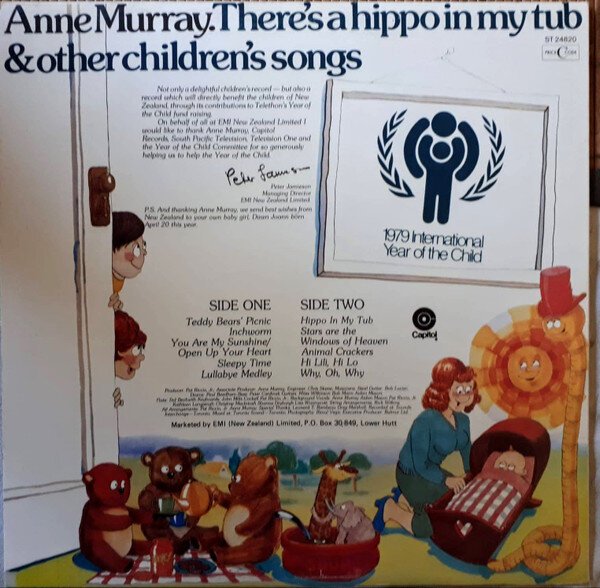 Anne Murray. There's a hippo in my tub
& other children's songs
ST 24820
Not only a delightful children's record — but also a
record which will directly benefit the children of New
Zealand, through its contributions to Telethon's Year of
the Child fund raising.
On behalf of all at EMI New Zealand Limited I
would like to thank Anne Murray, Capitol
Records, South Pacific Television, Television One and
the Year of the Child Committee for so generously
helping us to help the Year of the Child.
Peter Jamieson
Peter Jamieson
Managing Director
EMI New Zealand Limited
P.S. And thanking Anne Murray, we send best wishes from
New Zealand to your own baby girl, Dawn Joann born
April 20 this year.
1979 International
Year of the Child
SIDE ONE
Teddy Bears' Picnic
Inchworm
You Are My Sunshine/
Open Up Your Heart
Sleepy Time
Lullabye Medley
SIDE TWO
Hippo In My Tub
Stars are the
Windows of Heaven
Animal Crackers
Hi Lili, Hi Lo
Why, Oh, Why
Capitol
Marketed by EMI (New Zealand) Limited, P.O. Box 30,849, Lower Hutt